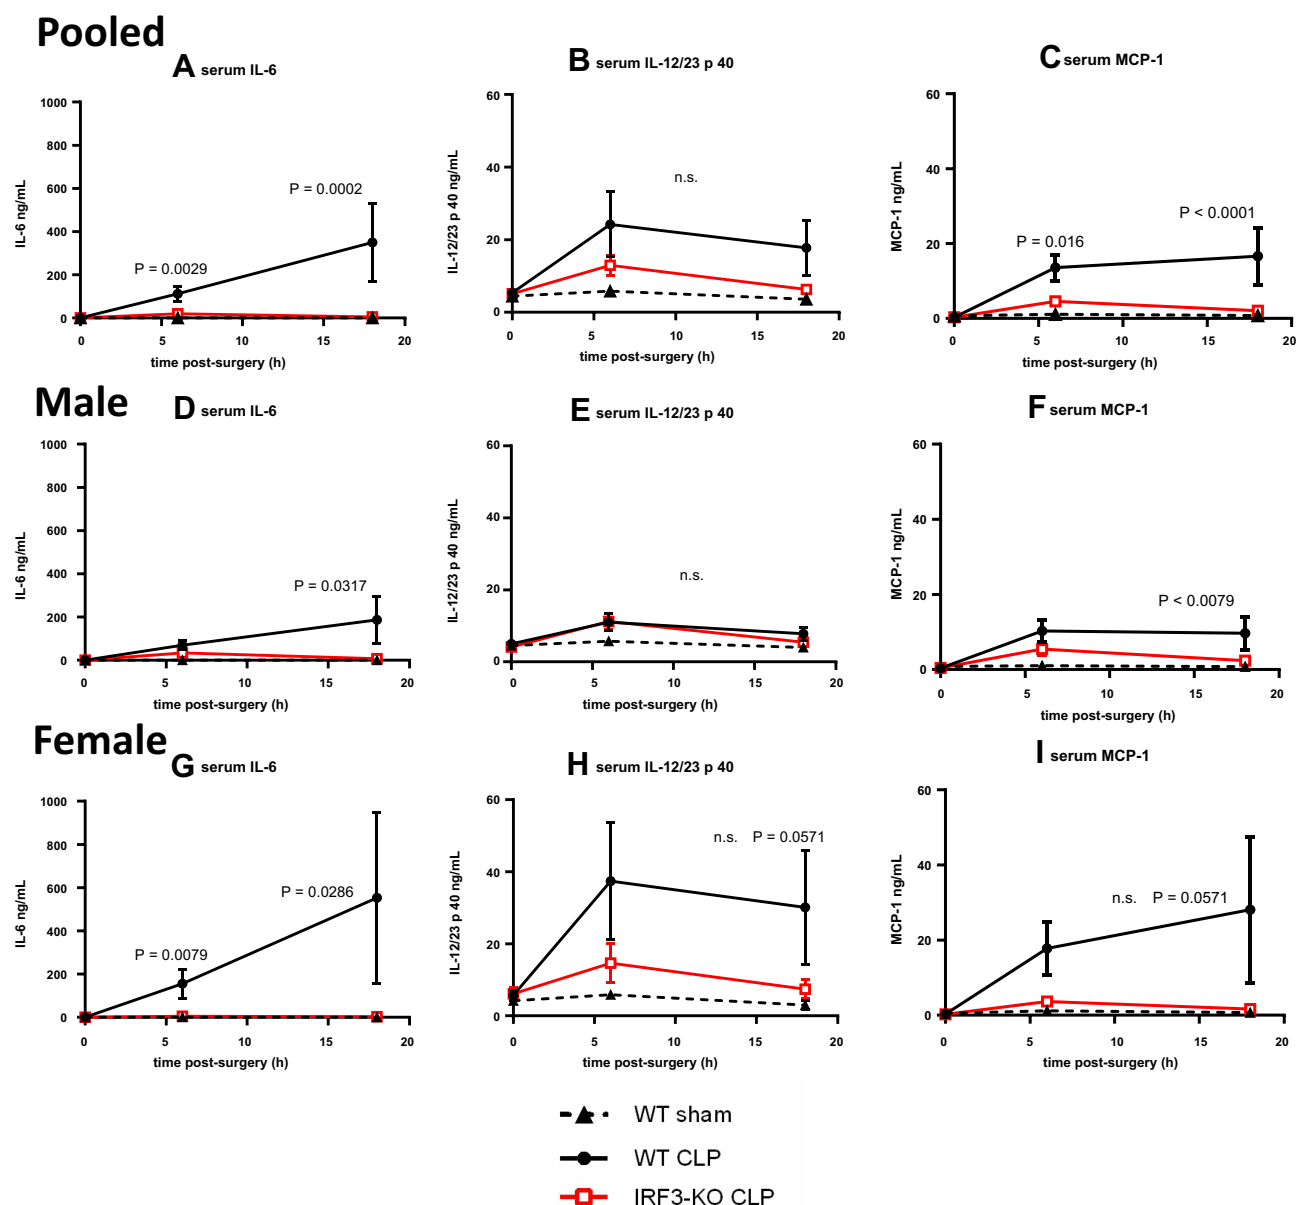 Pooled
A serum IL-6
B serum IL-12/23 p 40
C serum MCP-1
IL-6 ng/mL
1000
800
600
400
200
0
P = 0.0029
P = 0.0002
0 5 10 15 20
time post-surgery (h)
IL-12/23 p 40 ng/mL
60
40
20
0
n.s.
0 5 10 15 20
time post-surgery (h)
MCP-1 ng/mL
60
40
20
0
P = 0.016
P < 0.0001
0 5 10 15 20
time post-surgery (h)
Male
D serum IL-6
E serum IL-12/23 p 40
F serum MCP-1
IL-6 ng/mL
1000
800
600
400
200
0
P = 0.0317
0 5 10 15 20
time post-surgery (h)
IL-12/23 p 40 ng/mL
60
40
20
0
n.s.
0 5 10 15 20
time post-surgery (h)
MCP-1 ng/mL
60
40
20
0
P < 0.0079
0 5 10 15 20
time post-surgery (h)
Female
G serum IL-6
H serum IL-12/23 p 40
I serum MCP-1
IL-6 ng/mL
1000
800
600
400
200
0
P = 0.0079
P = 0.0286
0 5 10 15 20
time post-surgery (h)
IL-12/23 p 40 ng/mL
60
40
20
0
n.s. P = 0.0571
0 5 10 15 20
time post-surgery (h)
MCP-1 ng/mL
60
40
20
0
n.s. P = 0.0571
0 5 10 15 20
time post-surgery (h)
WT sham
WT CLP
IRF3-KO CLP